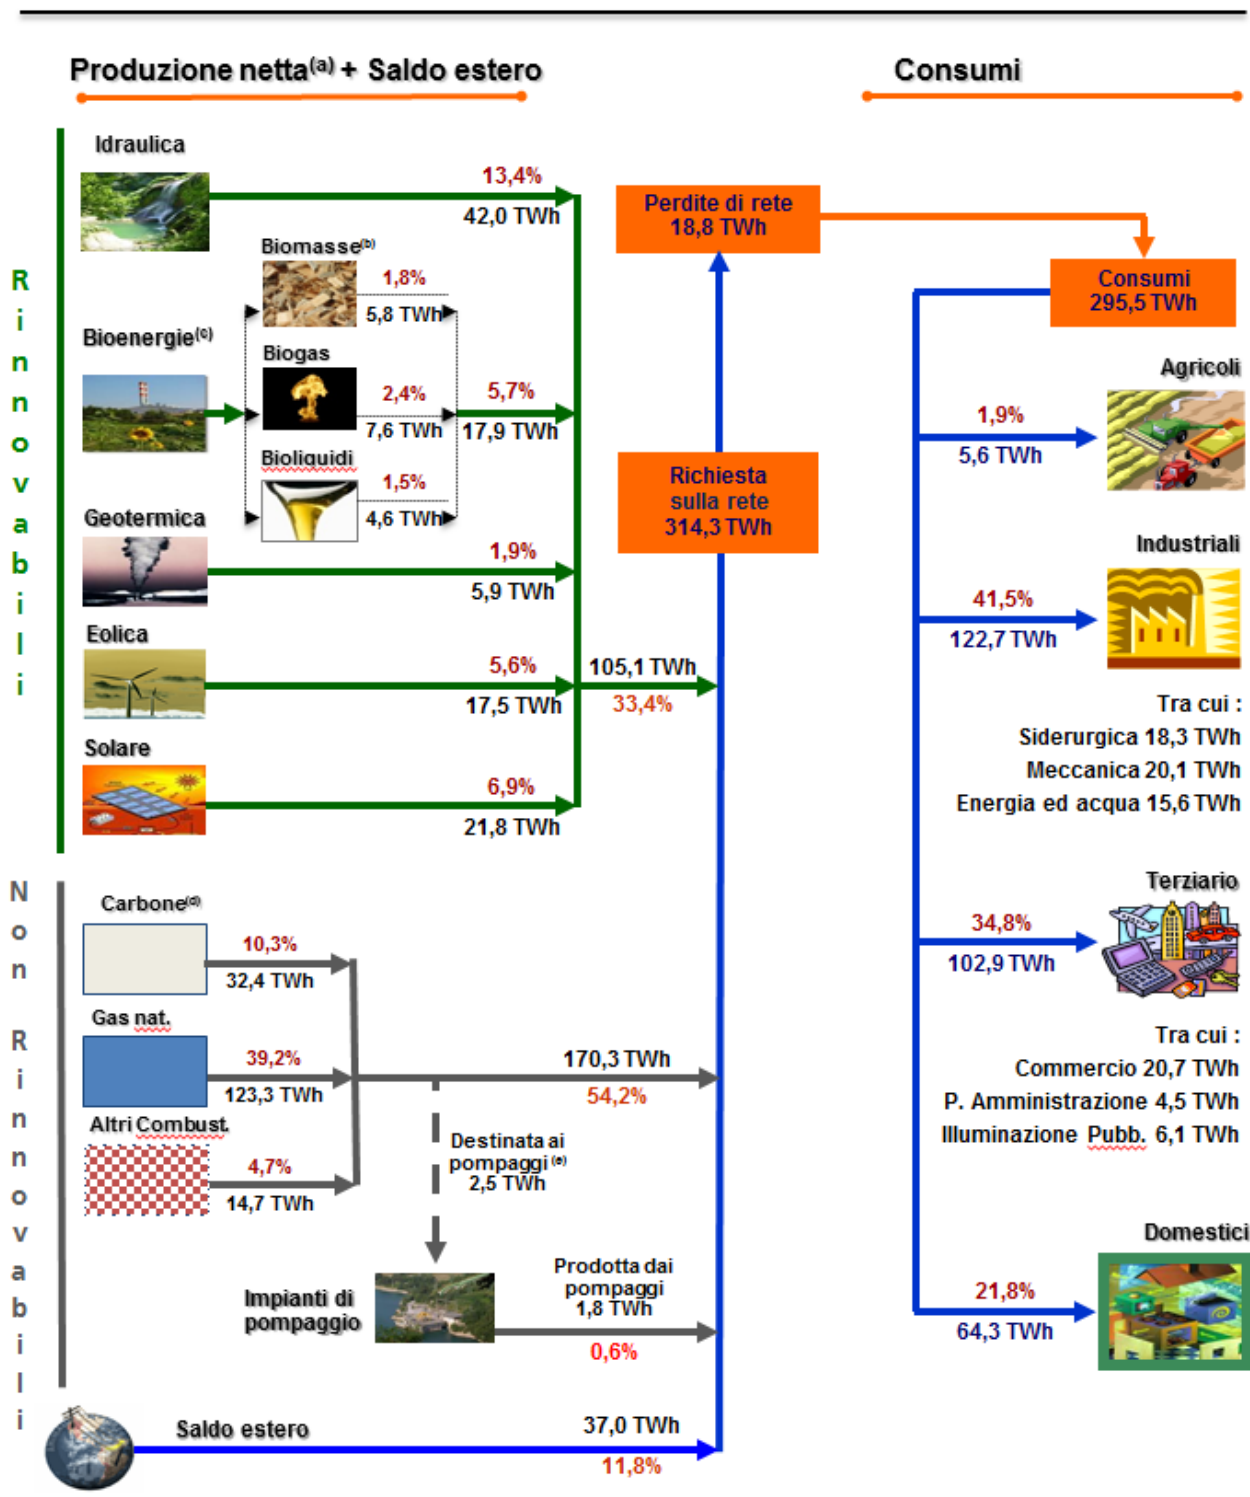 Produzione netta(a) + Saldo estero
Consumi
Rinnovabili
Idraulica
13,4%
42,0 TWh
Bioenergie(c)
Biomasse(b)
1,8%
5,8 TWh
Biogas
2,4%
7,6 TWh
Bioliquidi
1,5%
4,6 TWh
5,7%
17,9 TWh
Geotermica
1,9%
5,9 TWh
Eolica
5,6%
17,5 TWh
105,1 TWh
33,4%
Solare
6,9%
21,8 TWh
Non Rinnovabili
Carbone(d)
10,3%
32,4 TWh
Gas nat.
39,2%
123,3 TWh
Altri Combust.
4,7%
14,7 TWh
170,3 TWh
54,2%
Destinata ai
pompaggi (e)
2,5 TWh
Impianti di
pompaggio
Prodotta dai
pompaggi
1,8 TWh
0,6%
Saldo estero
37,0 TWh
11,8%
Perdite di rete
18,8 TWh
Richiesta
sulla rete
314,3 TWh
Consumi
295,5 TWh
Agricoli
1,9%
5,6 TWh
Industriali
41,5%
122,7 TWh
Tra cui :
Siderurgica 18,3 TWh
Meccanica 20,1 TWh
Energia ed acqua 15,6 TWh
Terziario
34,8%
102,9 TWh
Tra cui :
Commercio 20,7 TWh
P. Amministrazione 4,5 TWh
Illuminazione Pubb. 6,1 TWh
Domestici
21,8%
64,3 TWh